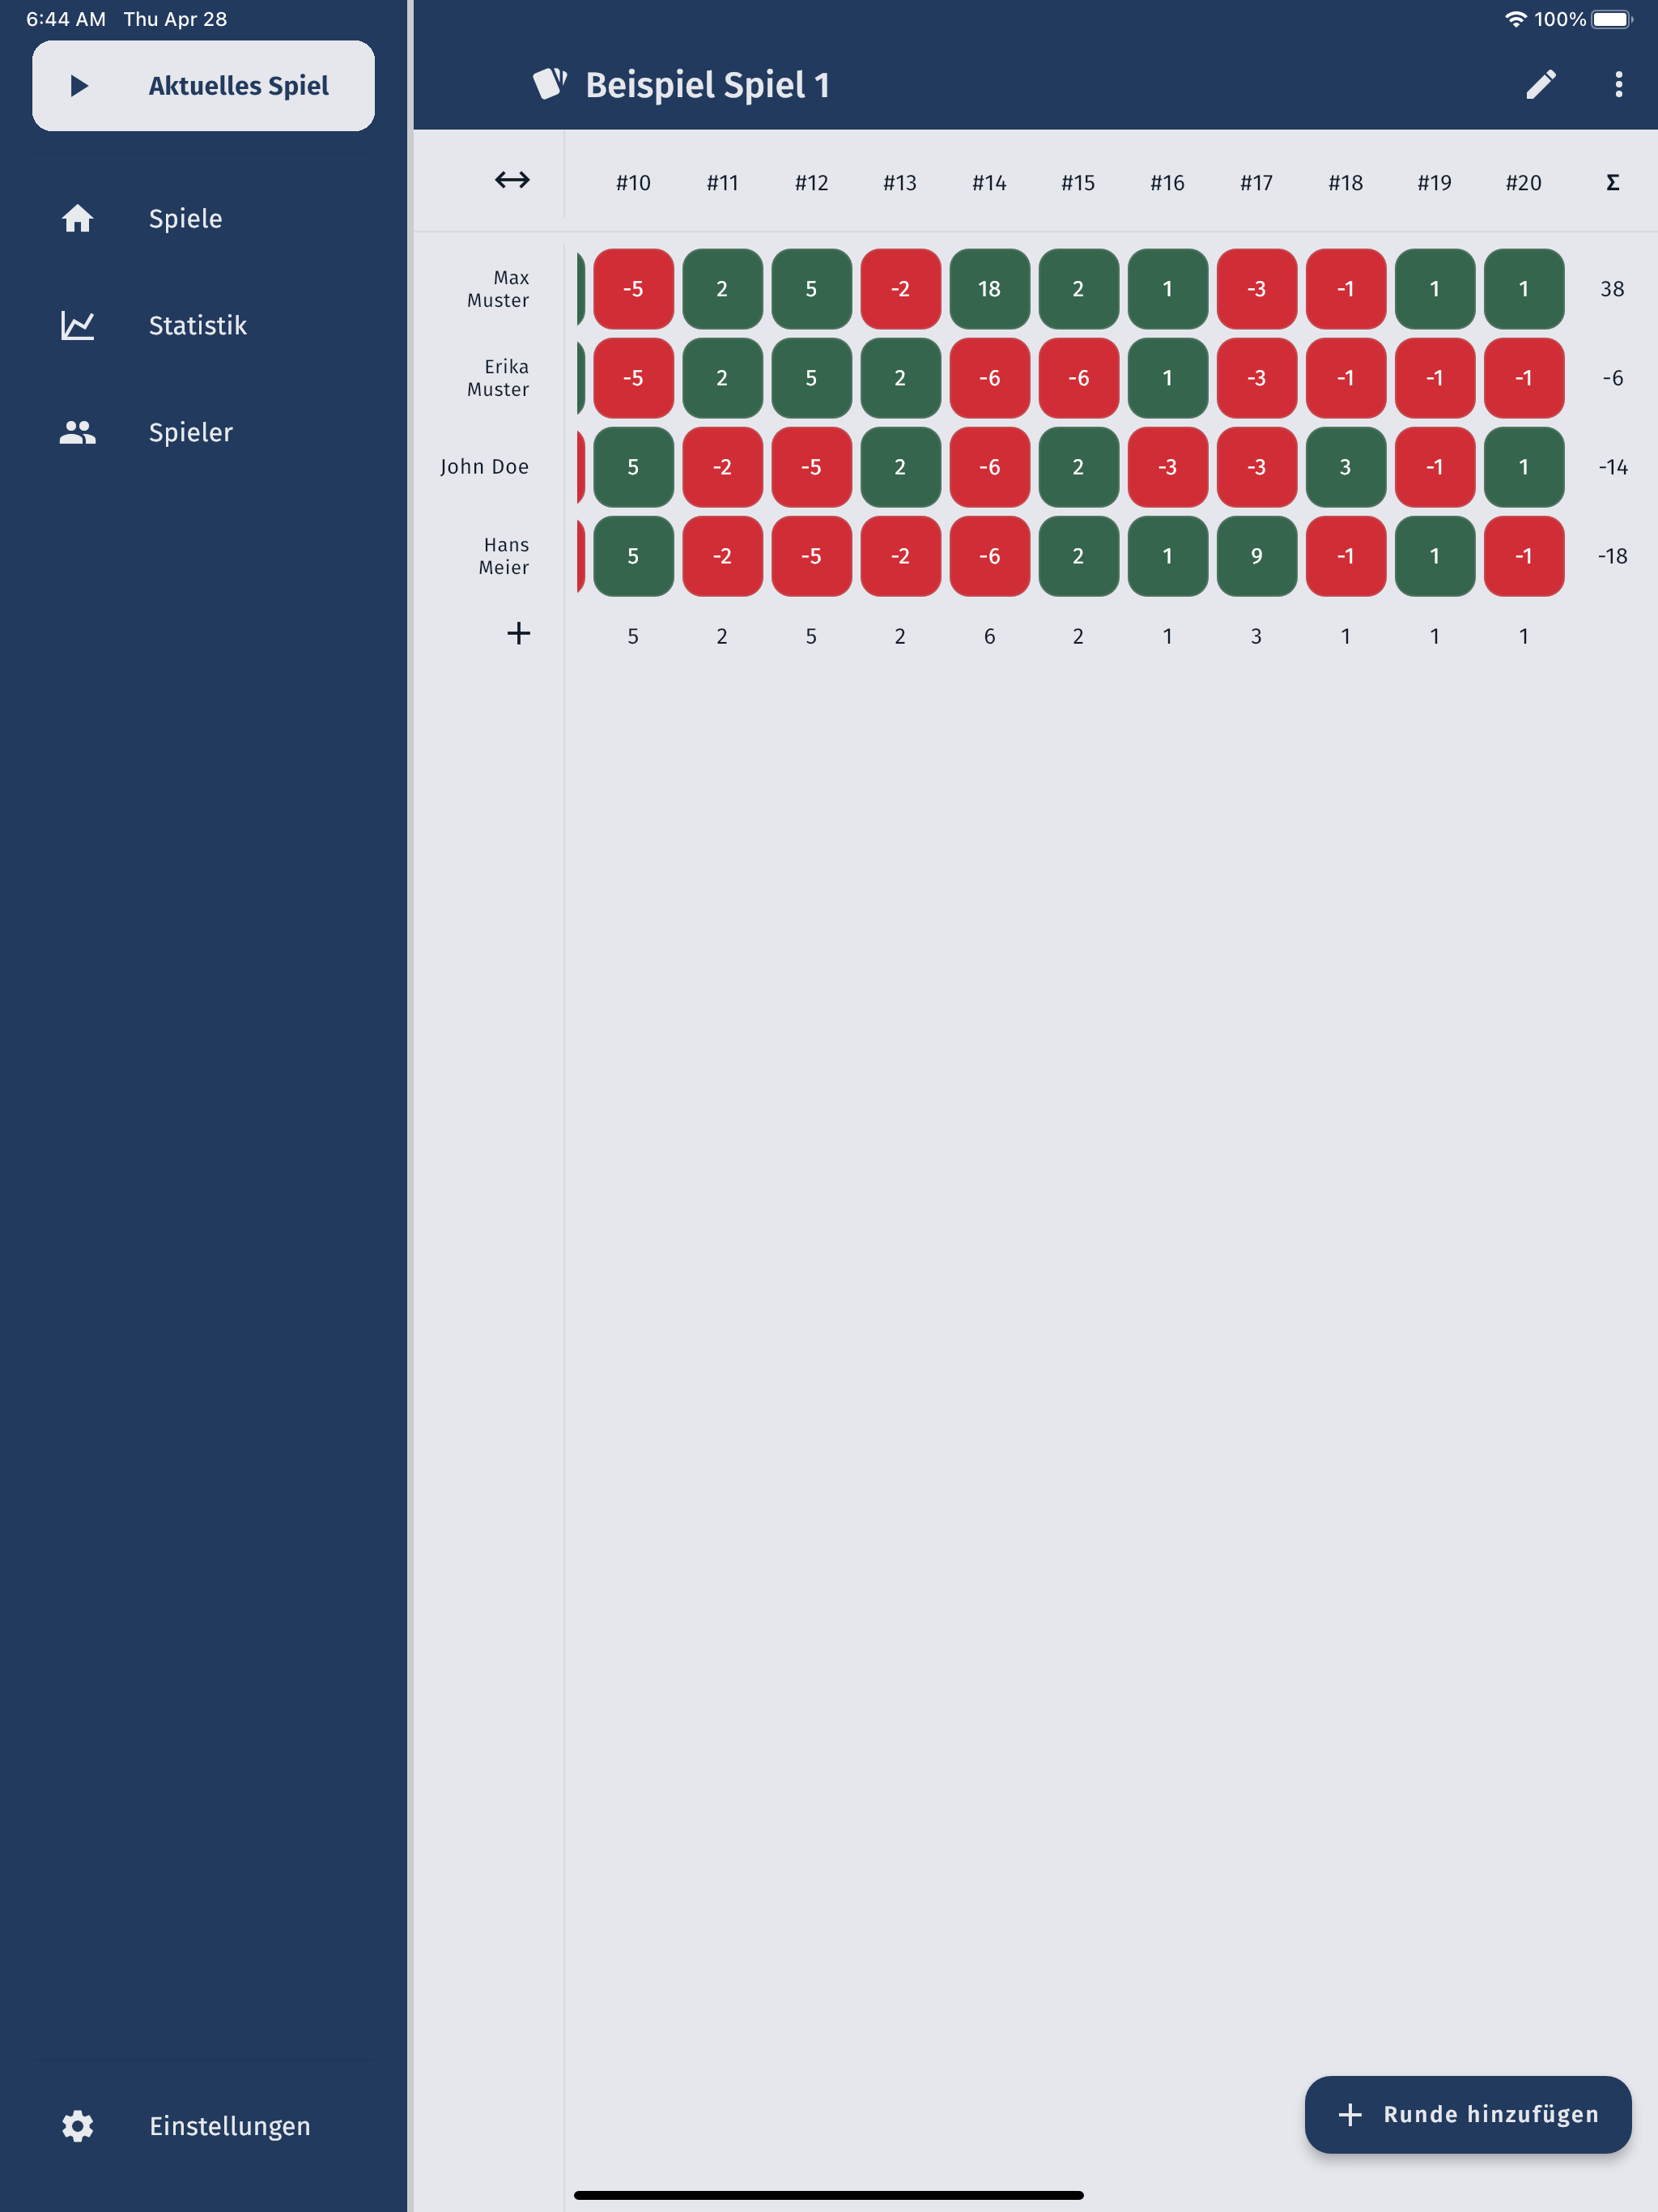 6:44 AM Thu Apr 28
100%
Aktuelles Spiel
Spiele
Statistik
Spieler
Einstellungen
Beispiel Spiel 1
#10 #11 #12 #13 #14 #15 #16 #17 #18 #19 #20 Σ
Max
Muster
-5 2 5 -2 18 2 1 -3 -1 1 1 38
Erika
Muster
-5 2 5 2 -6 -6 1 -3 -1 -1 -1 -6
John Doe
5 -2 -5 2 -6 2 -3 -3 3 -1 1 -14
Hans
Meier
5 -2 -5 -2 -6 2 1 9 -1 1 -1 -18
5 2 5 2 6 2 1 3 1 1 1
Runde hinzufügen